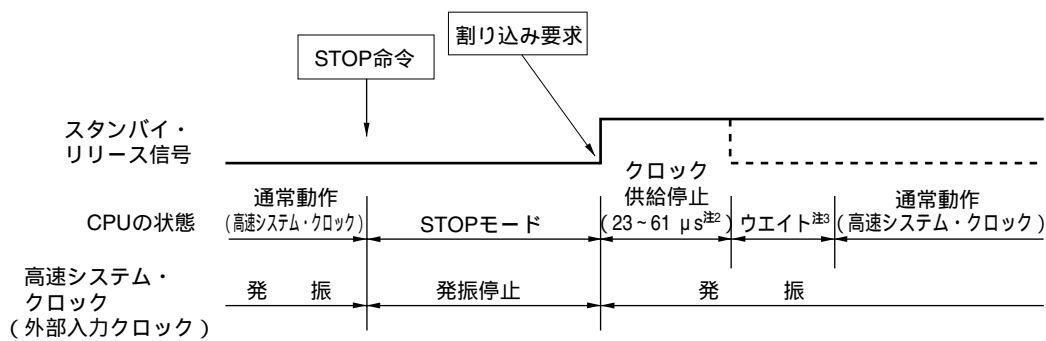 割り込み要求
STOP命令
スタンバイ・
リリース信号
クロック
供給停止
(23~61 μs注2)
通常動作
(高速システム・クロック)
CPUの状態
STOPモード
ウエイト注3
通常動作
(高速システム・クロック)
高速システム・
クロック
(外部入力クロック)
発　振
発振停止
発　振